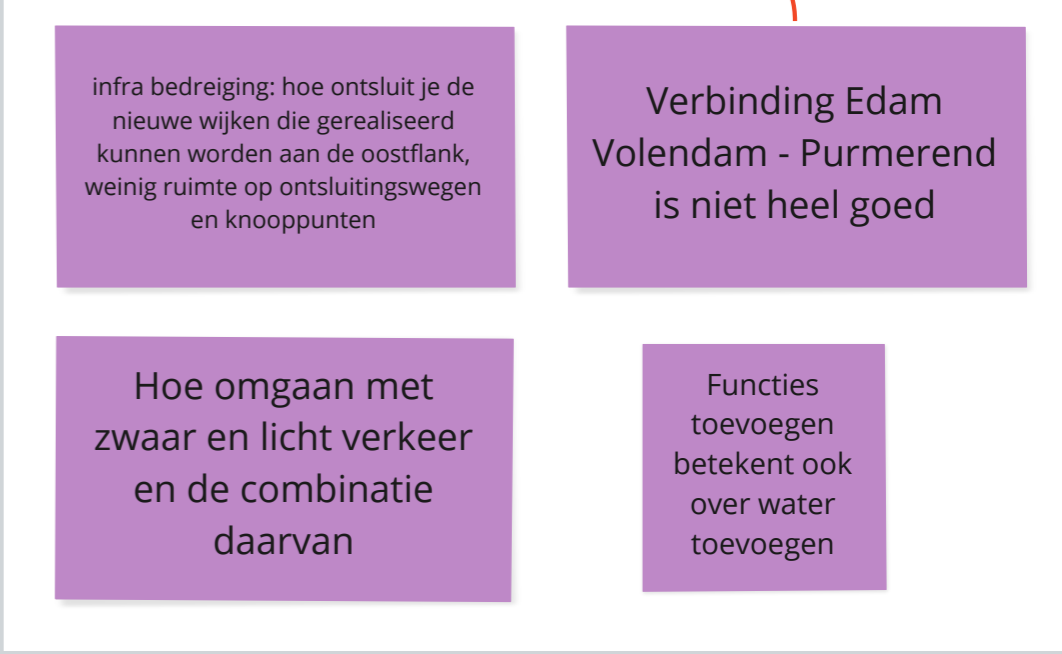 infra bedreiging: hoe ontsluit je de
nieuwe wijken die gerealiseerd
kunnen worden aan de oostflank,
weinig ruimte op ontsluitingswegen
en knooppunten
Verbinding Edam
Volendam - Purmerend
is niet heel goed
Hoe omgaan met
zwaar en licht verkeer
en de combinatie
daarvan
Functies
toevoegen
betekent ook
over water
toevoegen